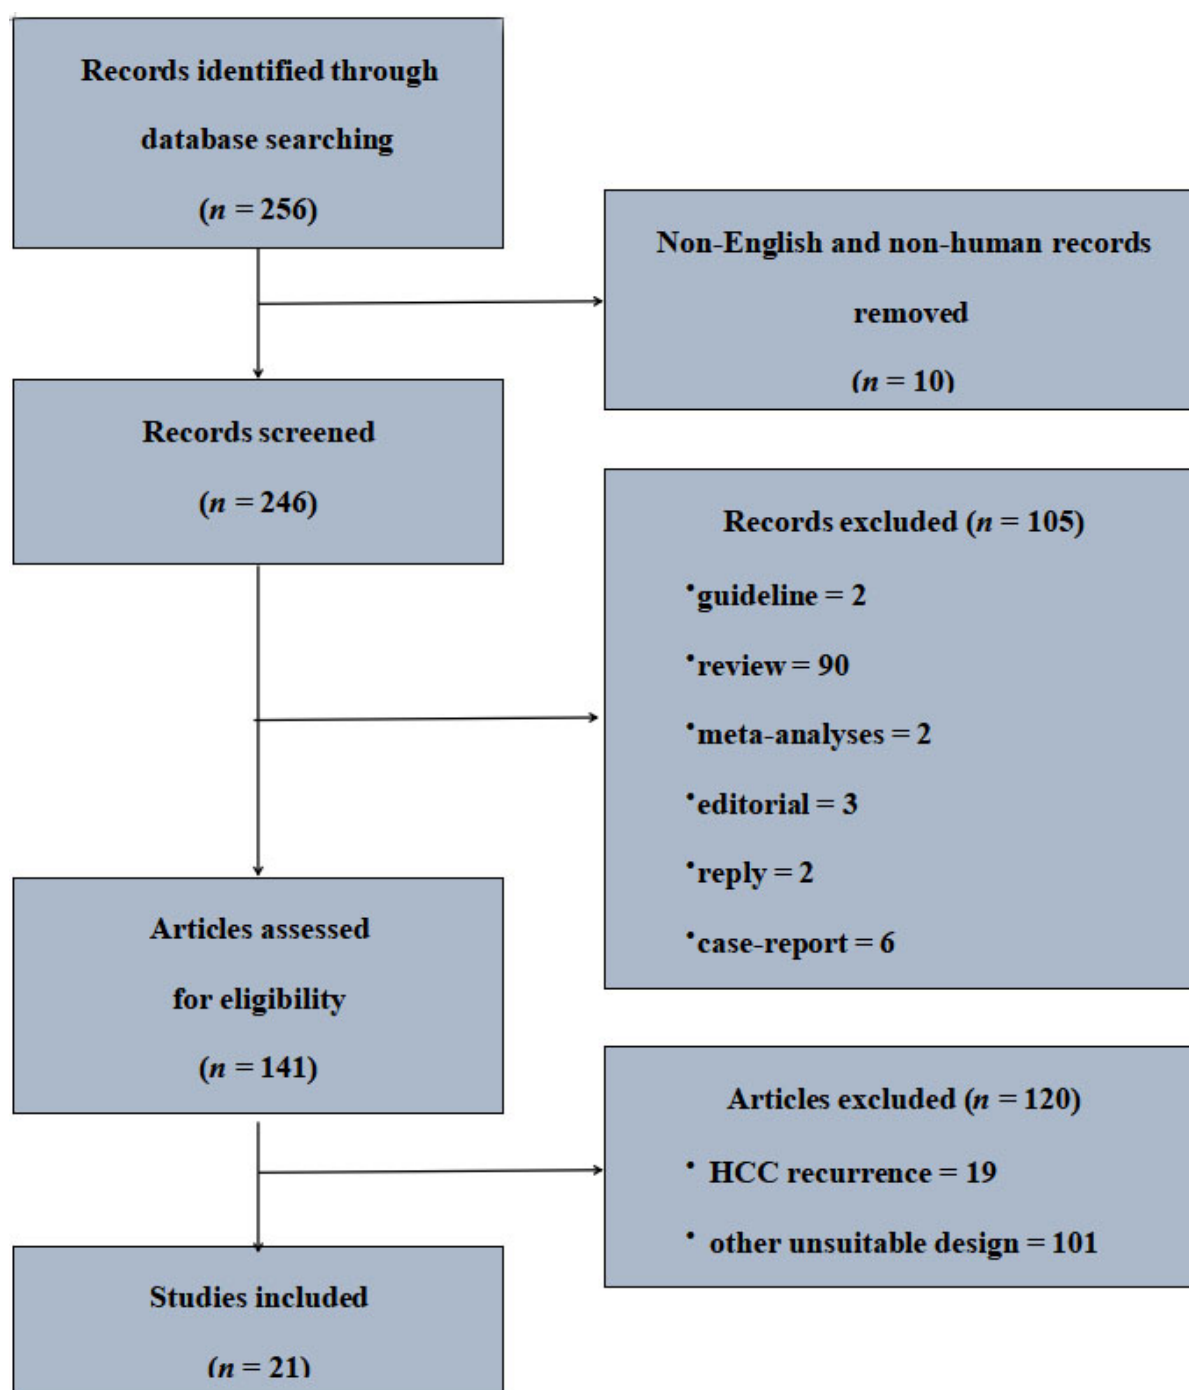 Records identified through
database searching
(n = 256)
Non-English and non-human records
removed
(n = 10)
Records screened
(n = 246)
Records excluded (n = 105)
•guideline = 2
•review = 90
•meta-analyses = 2
•editorial = 3
•reply = 2
•case-report = 6
Articles assessed
for eligibility
(n = 141)
Articles excluded (n = 120)
• HCC recurrence = 19
• other unsuitable design = 101
Studies included
(n = 21)